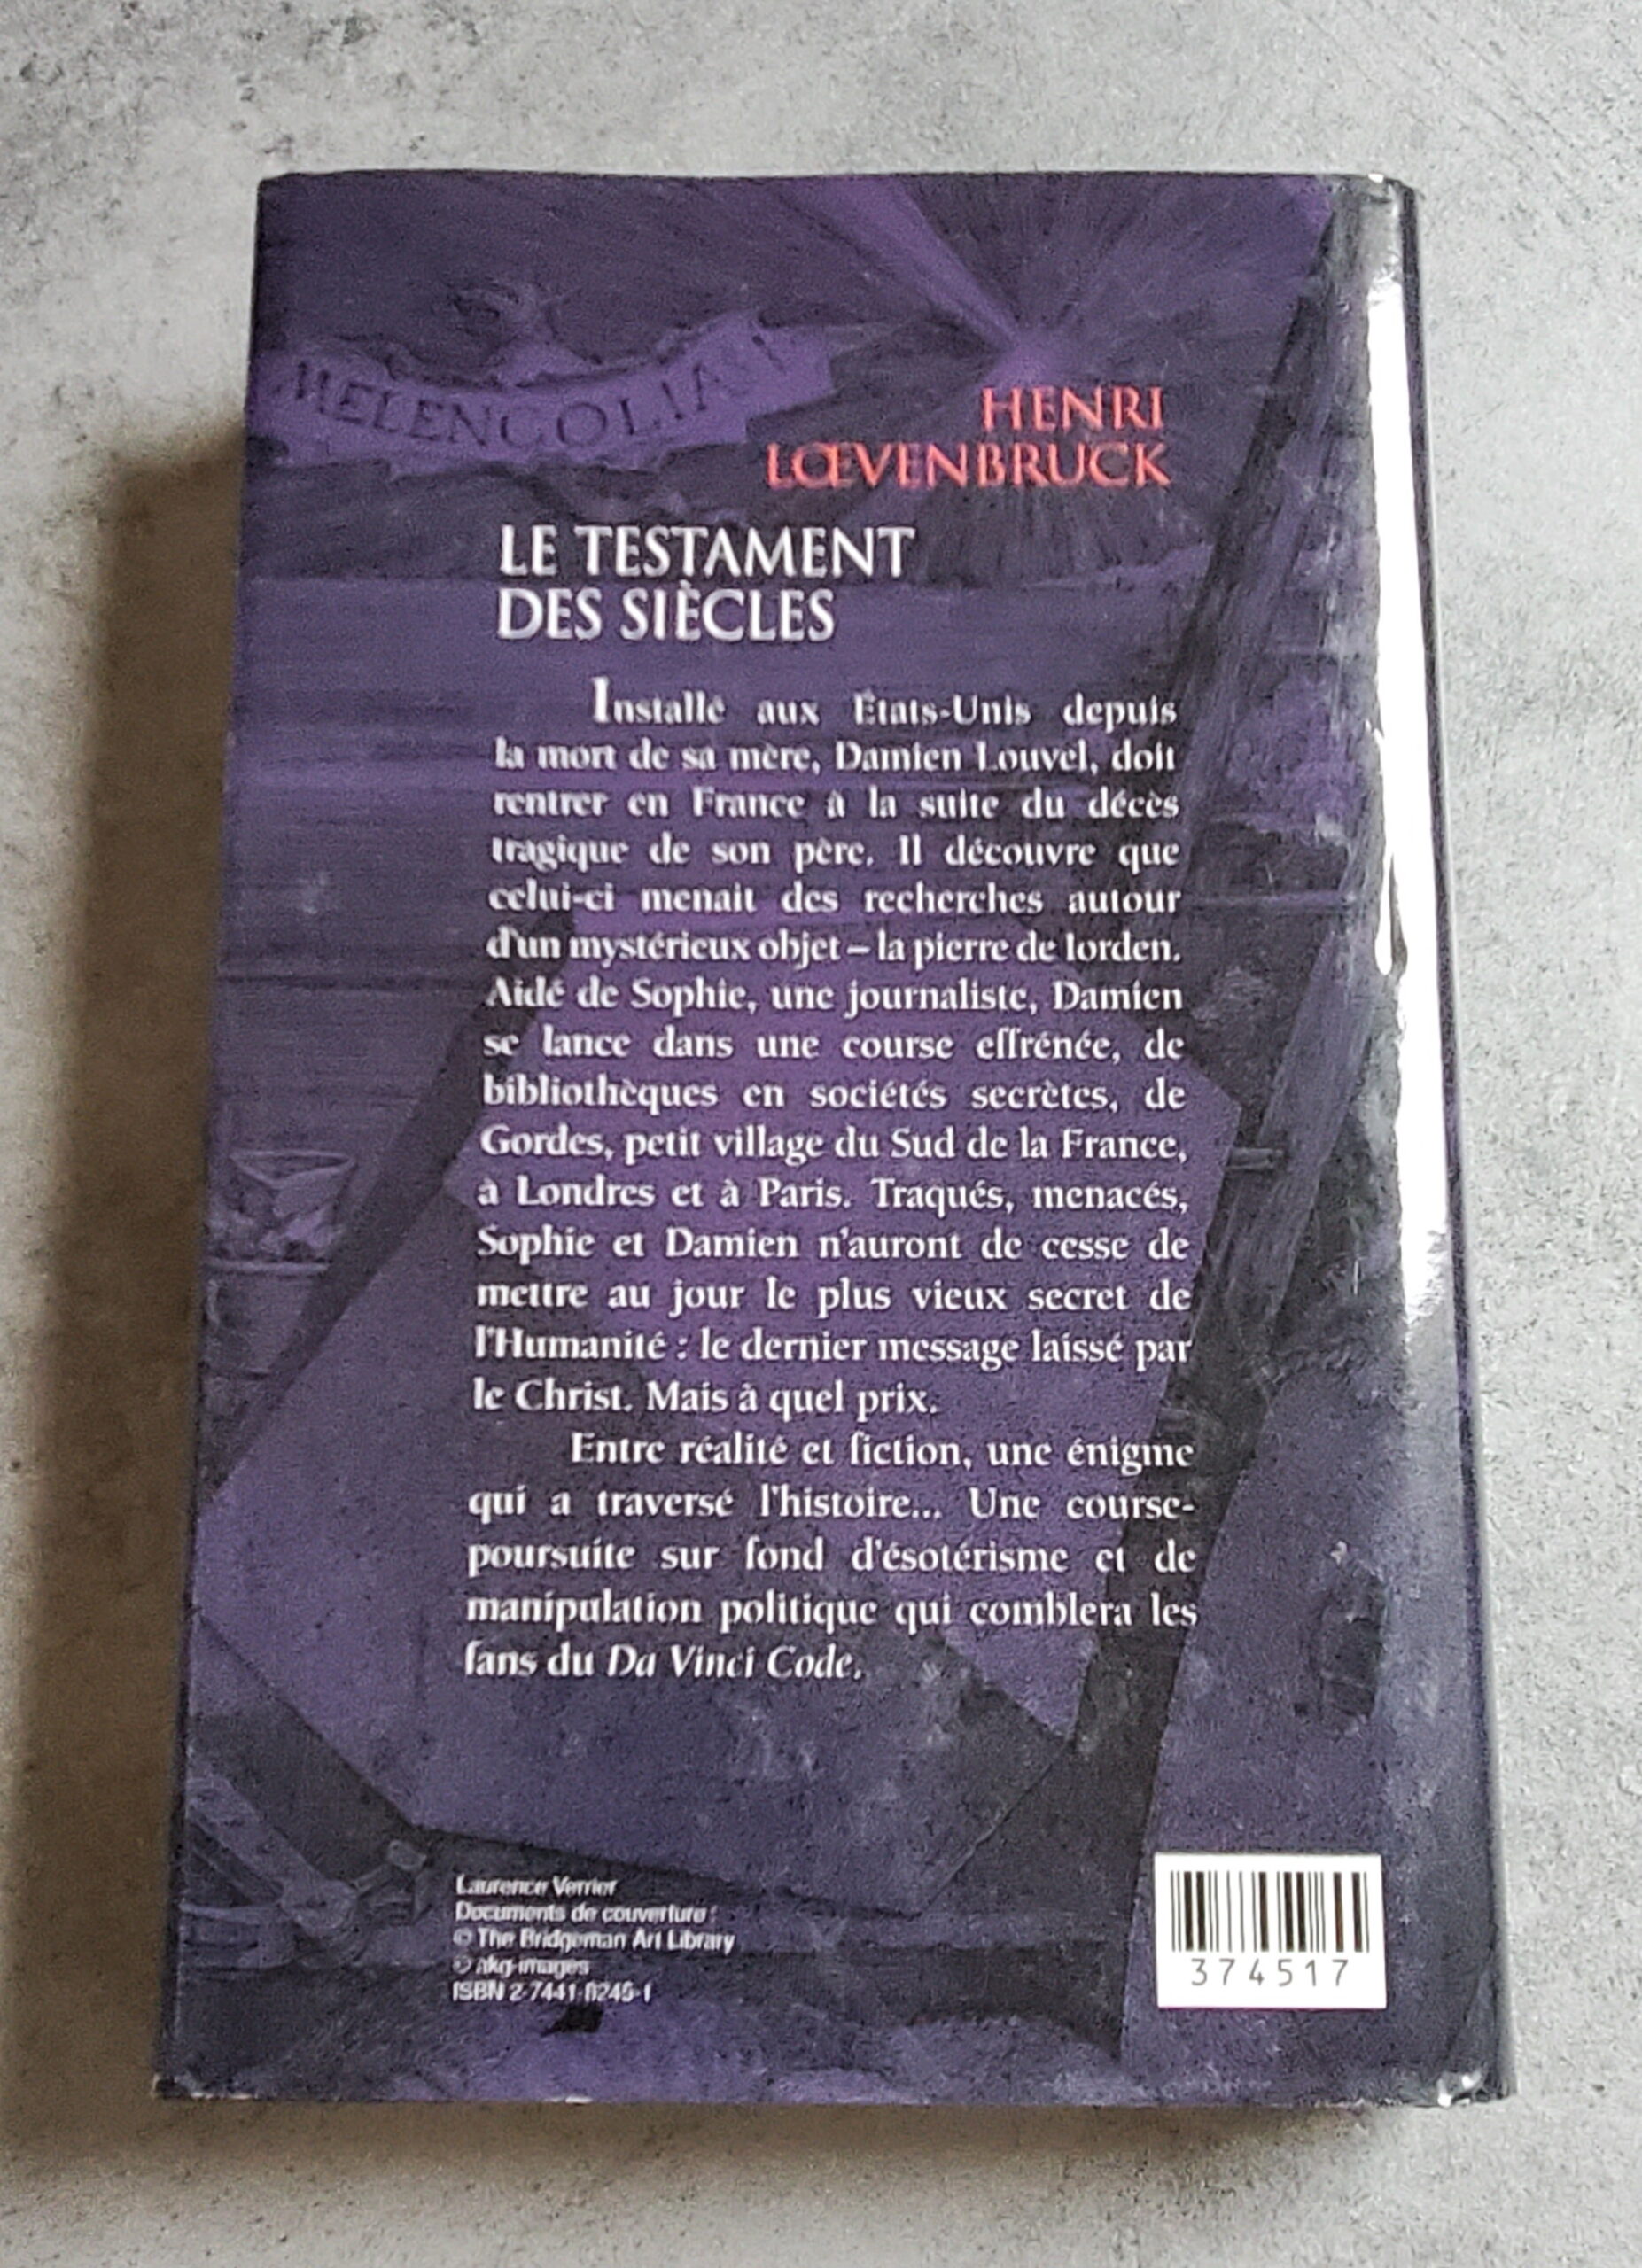 MELENCOLIA I
HENRI
LŒVENBRUCK
LE TESTAMENT
DES SIÈCLES
Installé aux États-Unis depuis
la mort de sa mère, Damien Louvel, doit
rentrer en France à la suite du décès
tragique de son père. Il découvre que
celui-ci menait des recherches autour
d'un mystérieux objet – la pierre de Iorden.
Aidé de Sophie, une journaliste, Damien
se lance dans une course effrénée, de
bibliothèques en sociétés secrètes, de
Gordes, petit village du Sud de la France,
à Londres et à Paris. Traqués, menacés,
Sophie et Damien n'auront de cesse de
mettre au jour le plus vieux secret de
l'Humanité : le dernier message laissé par
le Christ. Mais à quel prix.
Entre réalité et fiction, une énigme
qui a traversé l'histoire... Une course-
poursuite sur fond d'ésotérisme et de
manipulation politique qui comblera les
fans du Da Vinci Code.
Laurence Verrier
Documents de couverture :
© The Bridgeman Art Library
© akg-images
ISBN
374517